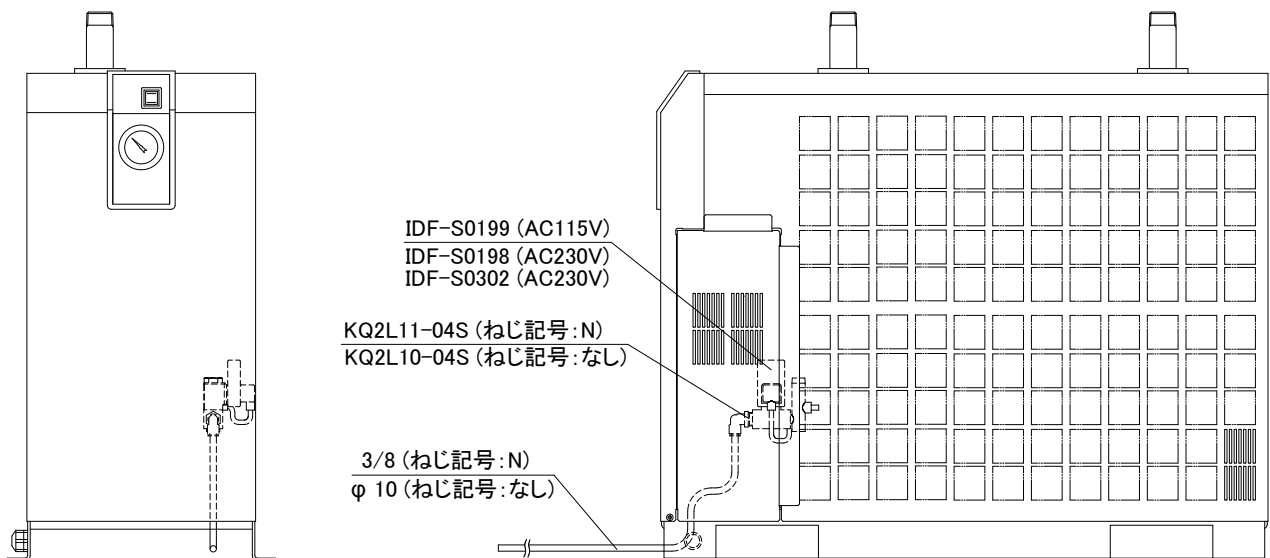 IDF-S0199 (AC115V)
IDF-S0198 (AC230V)
IDF-S0302 (AC230V)
KQ2L11-04S (ねじ記号:N)
KQ2L10-04S (ねじ記号:なし)
3/8 (ねじ記号:N)
φ 10 (ねじ記号:なし)